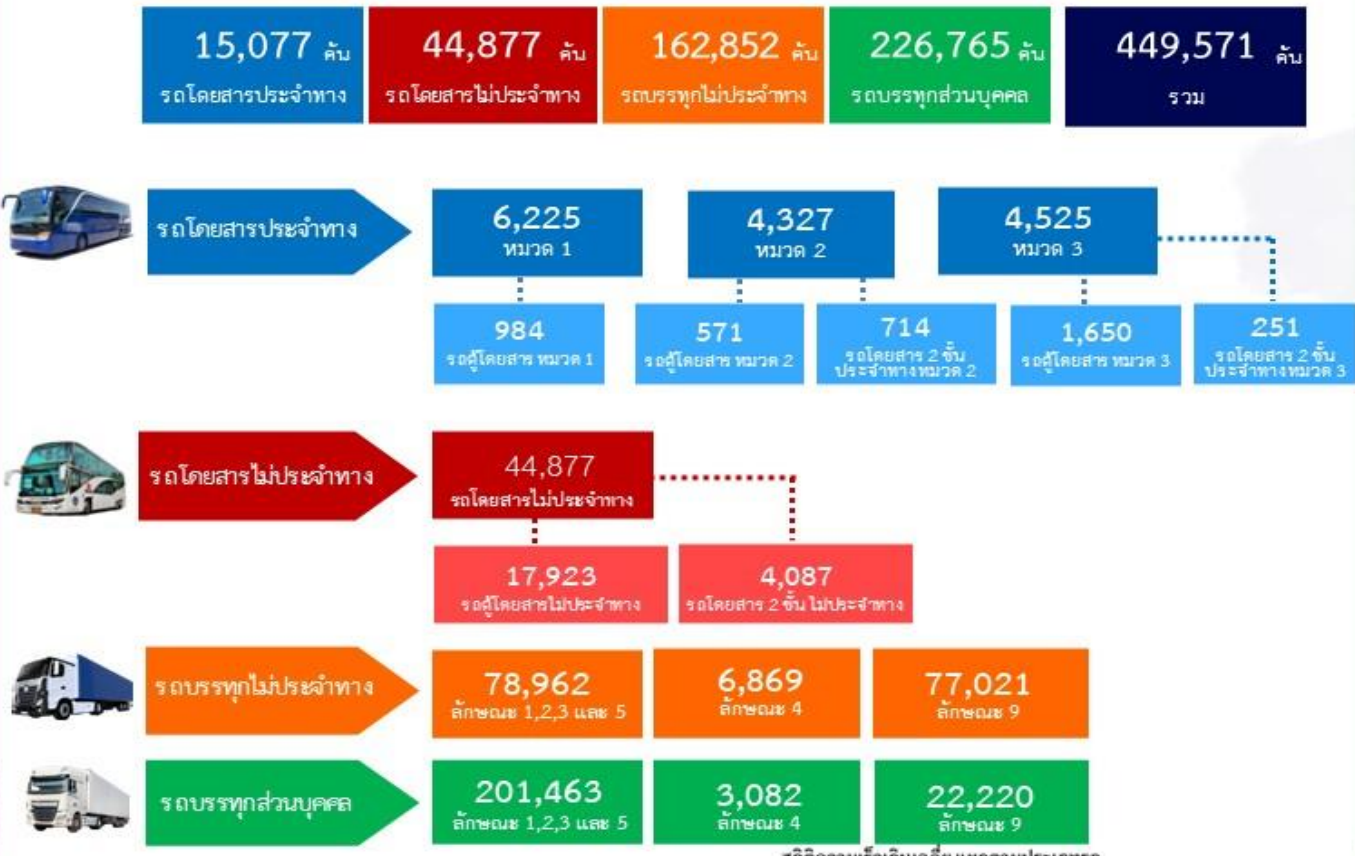 15,077 คัน
รถโดยสารประจำทาง
44,877 คัน
รถโดยสารไม่ประจำทาง
162,852 คัน
รถบรรทุกไม่ประจำทาง
226,765 คัน
รถบรรทุกส่วนบุคคล
449,571 คัน
รวม
รถโดยสารประจำทาง
6,225
หมวด 1
4,327
หมวด 2
4,525
หมวด 3
984
รถตู้โดยสาร หมวด 1
571
รถตู้โดยสาร หมวด 2
714
รถโดยสาร 2 ชั้น
ประจำทางหมวด 2
1,650
รถตู้โดยสาร หมวด 3
251
รถโดยสาร 2 ชั้น
ประจำทางหมวด 3
รถโดยสารไม่ประจำทาง
44,877
รถโดยสารไม่ประจำทาง
17,923
รถตู้โดยสารไม่ประจำทาง
4,087
รถโดยสาร 2 ชั้น ไม่ประจำทาง
รถบรรทุกไม่ประจำทาง
78,962
ลักษณะ 1,2,3 และ 5
6,869
ลักษณะ 4
77,021
ลักษณะ 9
รถบรรทุกส่วนบุคคล
201,463
ลักษณะ 1,2,3 และ 5
3,082
ลักษณะ 4
22,220
ลักษณะ 9